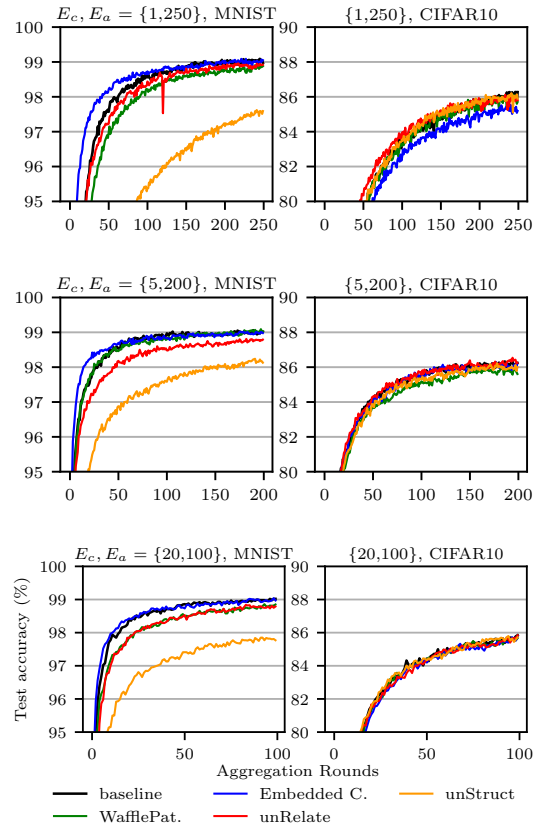 E_c, E_a = {1,250}, MNIST
{1,250}, CIFAR10
100
99
98
97
96
95
0 50 100 150 200 250
90
88
86
84
82
80
0 50 100 150 200 250
E_c, E_a = {5,200}, MNIST
{5,200}, CIFAR10
100
99
98
97
96
95
0 50 100 150 200
90
88
86
84
82
80
0 50 100 150 200
E_c, E_a = {20,100}, MNIST
{20,100}, CIFAR10
Test accuracy (%)
100
99
98
97
96
95
0 50 100
90
88
86
84
82
80
0 50 100
Aggregation Rounds
baseline
Embedded C.
unStruct
WafflePat.
unRelate